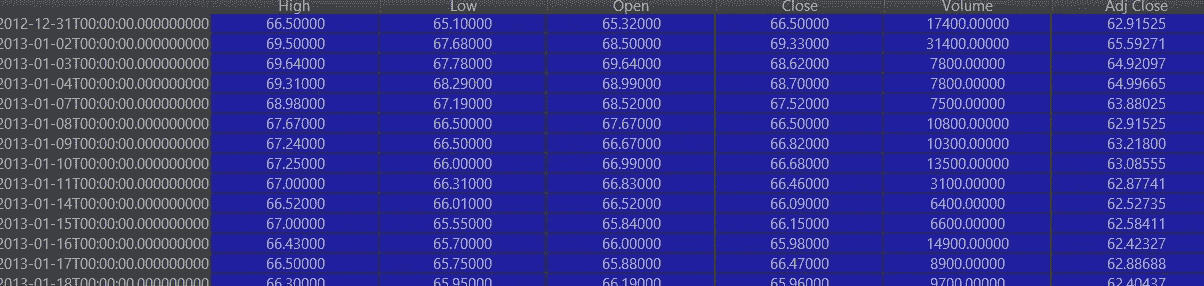 High Low Open Close Volume Adj Close
2012-12-31T00:00:00.000000000 66.50000 65.10000 65.32000 66.50000 17400.00000 62.91525
2013-01-02T00:00:00.000000000 69.50000 67.68000 68.50000 69.33000 31400.00000 65.59271
2013-01-03T00:00:00.000000000 69.64000 67.78000 69.64000 68.62000 7800.00000 64.92097
2013-01-04T00:00:00.000000000 69.31000 68.29000 68.99000 68.70000 7800.00000 64.99665
2013-01-07T00:00:00.000000000 68.98000 67.19000 68.52000 67.52000 7500.00000 63.88025
2013-01-08T00:00:00.000000000 67.67000 66.50000 67.67000 66.50000 10800.00000 62.91525
2013-01-09T00:00:00.000000000 67.24000 66.50000 66.67000 66.82000 10300.00000 63.21800
2013-01-10T00:00:00.000000000 67.25000 66.00000 66.99000 66.68000 13500.00000 63.08555
2013-01-11T00:00:00.000000000 67.00000 66.31000 66.83000 66.46000 3100.00000 62.87741
2013-01-14T00:00:00.000000000 66.52000 66.01000 66.52000 66.09000 6400.00000 62.52735
2013-01-15T00:00:00.000000000 67.00000 65.55000 65.84000 66.15000 6600.00000 62.58411
2013-01-16T00:00:00.000000000 66.43000 65.70000 66.00000 65.98000 14900.00000 62.42327
2013-01-17T00:00:00.000000000 66.50000 65.75000 65.88000 66.47000 8900.00000 62.88688
2013-01-18T00:00:00.000000000 66.30000 65.95000 66.19000 65.96000 9700.00000 62.40437